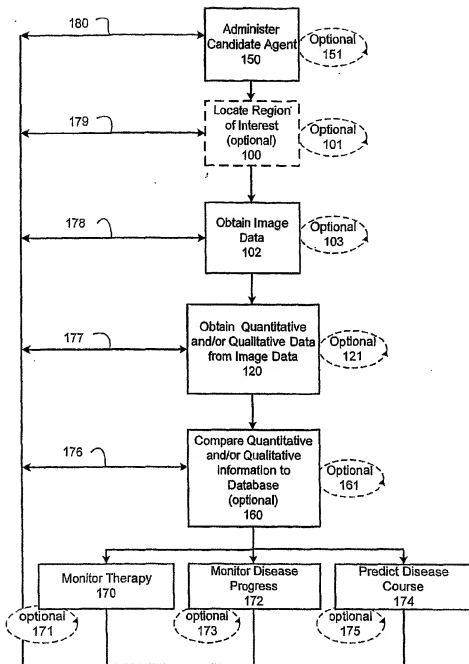 180
Administer
Candidate Agent
150
Optional
151
179
Locate Region
of Interest
(optional)
100
Optional
101
178
Obtain Image
Data
102
Optional
103
177
Obtain Quantitative
and/or Qualitative Data
from Image Data
120
Optional
121
176
Compare Quantitative
and/or Qualitative
information to
Database
(optional)
160
Optional
161
Monitor Therapy
170
Monitor Disease
Progress
172
Predict Disease
Course
174
optional
171
optional
173
optional
175